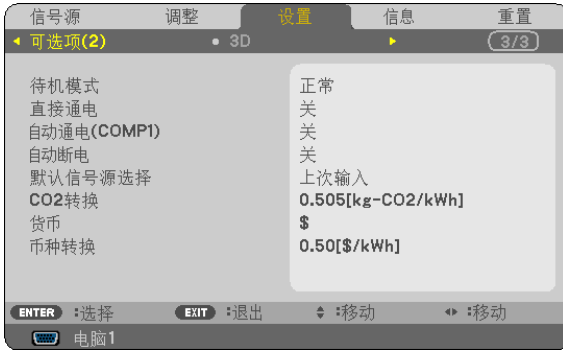 信号源 调整 设置 信息 重置
可选项(2) 3D (3/3)
待机模式 正常
直接通电 关
自动通电(COMP1) 关
自动断电 关
默认信号源选择 上次输入
CO2转换 0.505[kg-CO2/kWh]
货币 $
币种转换 0.50[$/kWh]
ENTER :选择 EXIT :退出 :移动 :移动
电脑1